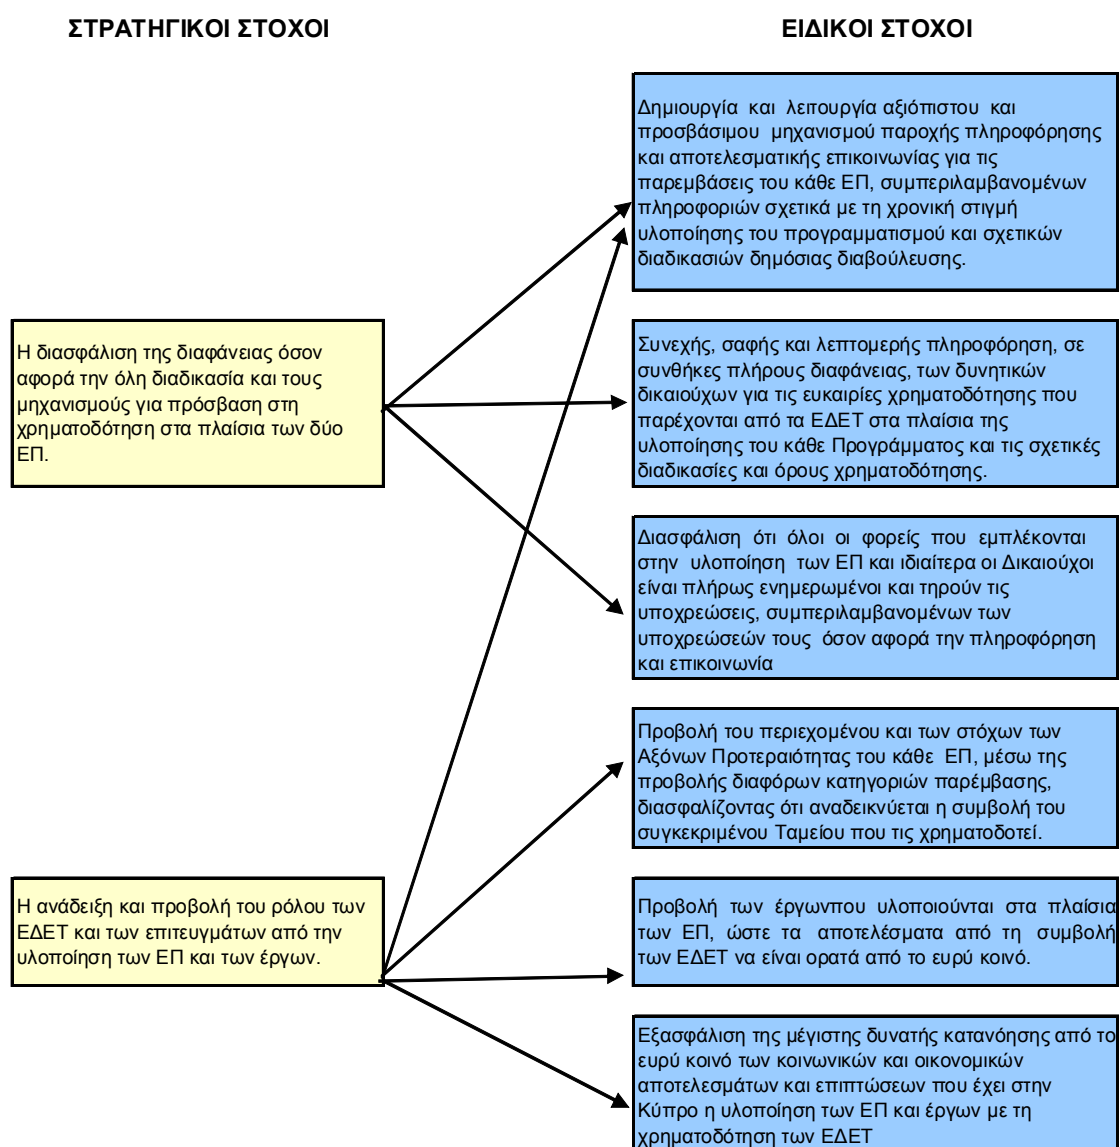 ΣΤΡΑΤΗΓΙΚΟΙ ΣΤΟΧΟΙ
ΕΙΔΙΚΟΙ ΣΤΟΧΟΙ
Δημιουργία και λειτουργία αξιόπιστου και
προσβάσιμου μηχανισμού παροχής πληροφόρησης
και αποτελεσματικής επικοινωνίας για τις
παρεμβάσεις του κάθε ΕΠ, συμπεριλαμβανομένων
πληροφοριών σχετικά με τη χρονική στιγμή
υλοποίησης του προγραμματισμού και σχετικών
διαδικασιών δημόσιας διαβούλευσης.
Η διασφάλιση της διαφάνειας όσον
αφορά την όλη διαδικασία και τους
μηχανισμούς για πρόσβαση στη
χρηματοδότηση στα πλαίσια των δύο
ΕΠ.
Συνεχής, σαφής και λεπτομερής πληροφόρηση, σε
συνθήκες πλήρους διαφάνειας, των δυνητικών
δικαιούχων για τις ευκαιρίες χρηματοδότησης που
παρέχονται από τα ΕΔΕΤ στα πλαίσια της
υλοποίησης του κάθε Προγράμματος και τις σχετικές
διαδικασίες και όρους χρηματοδότησης.
Διασφάλιση ότι όλοι οι φορείς που εμπλέκονται
στην υλοποίηση των ΕΠ και ιδιαίτερα οι Δικαιούχοι
είναι πλήρως ενημερωμένοι και τηρούν τις
υποχρεώσεις, συμπεριλαμβανομένων των
υποχρεώσεών τους όσον αφορά την πληροφόρηση
και επικοινωνία
Προβολή του περιεχομένου και των στόχων των
Αξόνων Προτεραιότητας του κάθε ΕΠ, μέσω της
προβολής διαφόρων κατηγοριών παρέμβασης,
διασφαλίζοντας ότι αναδεικνύεται η συμβολή του
συγκεκριμένου Ταμείου που τις χρηματοδοτεί.
Η ανάδειξη και προβολή του ρόλου των
ΕΔΕΤ και των επιτευγμάτων από την
υλοποίηση των ΕΠ και των έργων.
Προβολή των έργωνπου υλοποιούνται στα πλαίσια
των ΕΠ, ώστε τα αποτελέσματα από τη συμβολή
των ΕΔΕΤ να είναι ορατά από το ευρύ κοινό.
Εξασφάλιση της μέγιστης δυνατής κατανόησης από το
ευρύ κοινό των κοινωνικών και οικονομικών
αποτελεσμάτων και επιπτώσεων που έχει στην
Κύπρο η υλοποίηση των ΕΠ και έργων με τη
χρηματοδότηση των ΕΔΕΤ